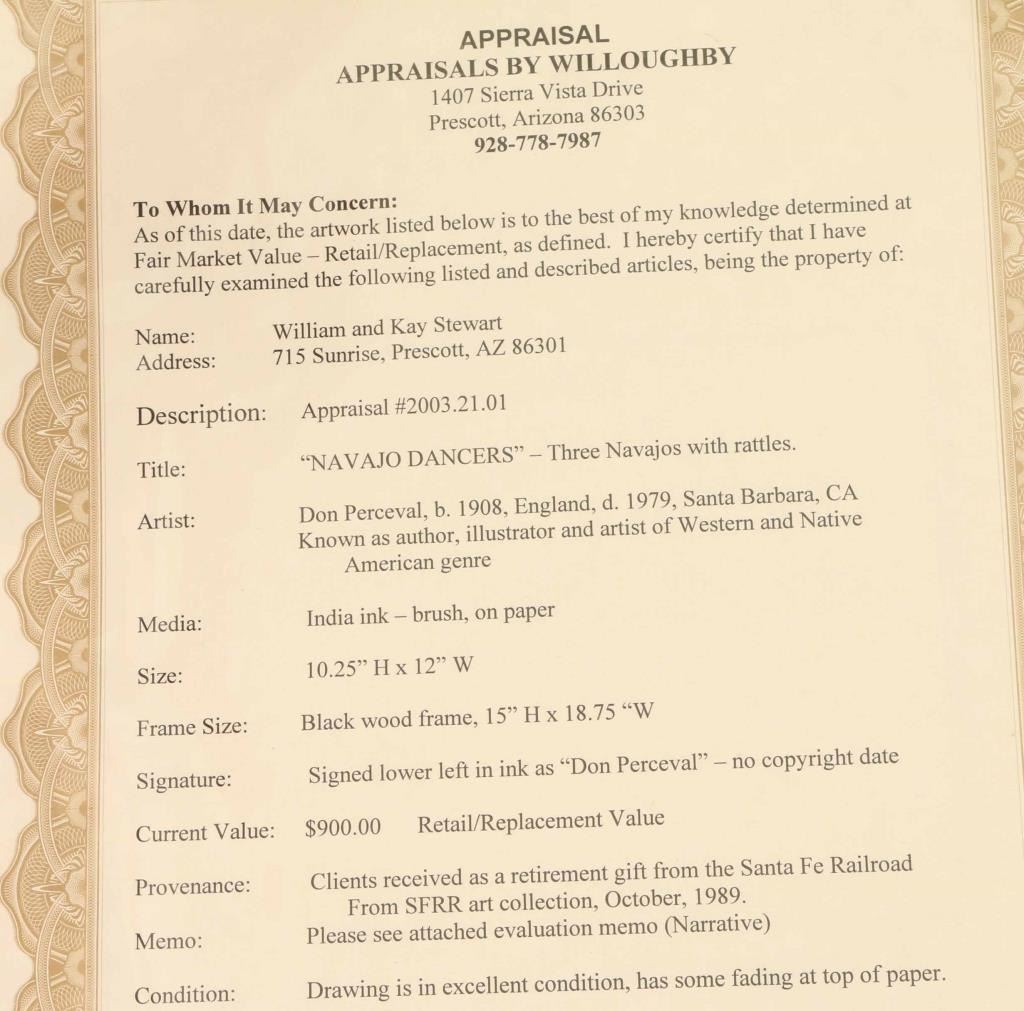 APPRAISAL
APPRAISALS BY WILLOUGHBY
1407 Sierra Vista Drive
Prescott, Arizona 86303
928-778-7987
To Whom It May Concern:
As of this date, the artwork listed below is to the best of my knowledge determined at
Fair Market Value – Retail/Replacement, as defined. I hereby certify that I have
carefully examined the following listed and described articles, being the property of:
Name: William and Kay Stewart
Address: 715 Sunrise, Prescott, AZ 86301
Description: Appraisal #2003.21.01
Title: “NAVAJO DANCERS” – Three Navajos with rattles.
Artist: Don Perceval, b. 1908, England, d. 1979, Santa Barbara, CA
Known as author, illustrator and artist of Western and Native
American genre
Media: India ink – brush, on paper
Size: 10.25” H x 12” W
Frame Size: Black wood frame, 15” H x 18.75 “W
Signature: Signed lower left in ink as “Don Perceval” – no copyright date
Current Value: $900.00 Retail/Replacement Value
Provenance: Clients received as a retirement gift from the Santa Fe Railroad
From SFRR art collection, October, 1989.
Memo: Please see attached evaluation memo (Narrative)
Condition: Drawing is in excellent condition, has some fading at top of paper.